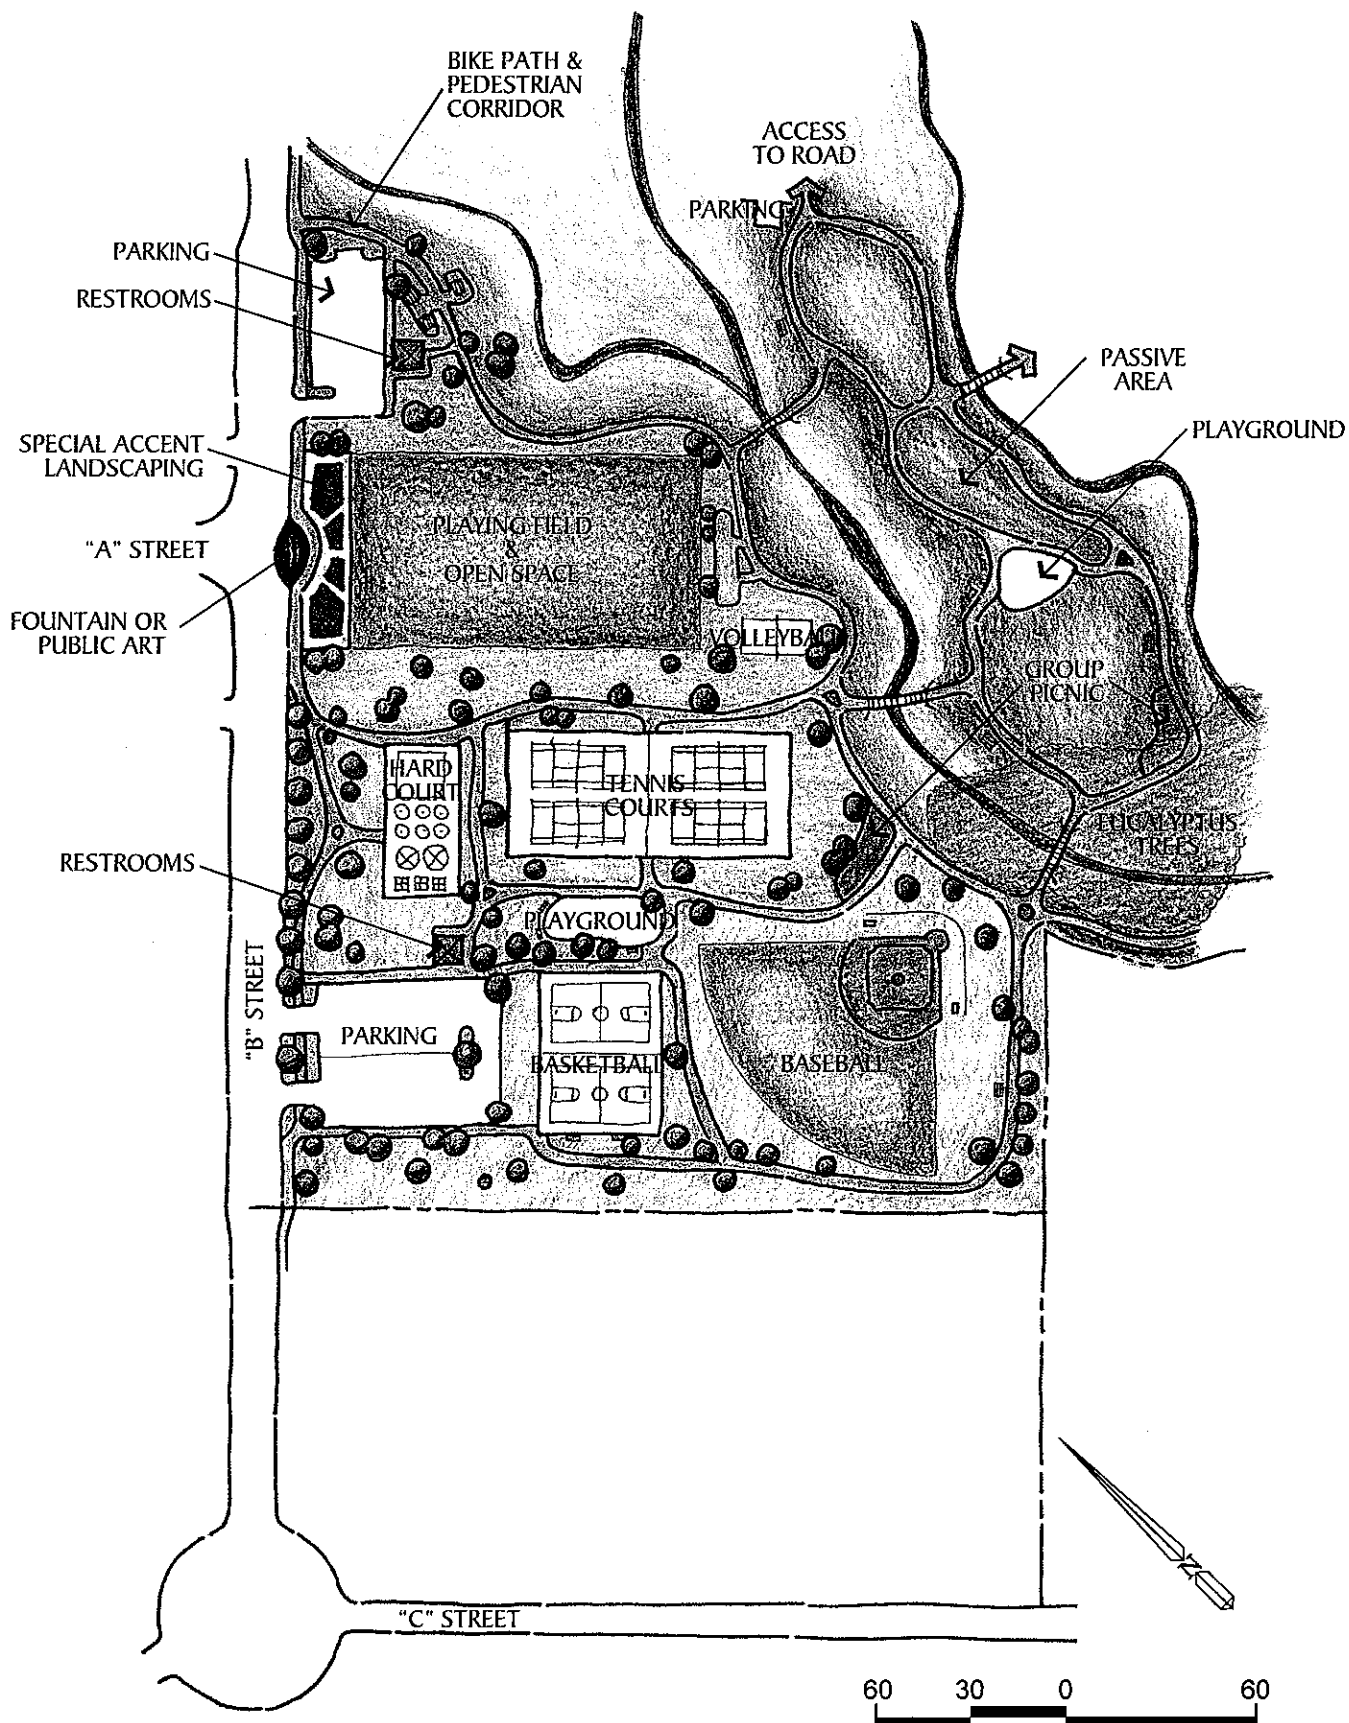 BIKE PATH &
PEDESTRIAN
CORRIDOR
ACCESS
TO ROAD
PARKING
PARKING
RESTROOMS
PASSIVE
AREA
PLAYGROUND
SPECIAL ACCENT
LANDSCAPING
PLAYING FIELD
&
OPEN SPACE
"A" STREET
FOUNTAIN OR
PUBLIC ART
VOLLEYBALL
GROUP
PICNIC
HARD
COURT
TENNIS
COURTS
EUCALYPTUS
TREES
RESTROOMS
PLAYGROUND
"B" STREET
PARKING
BASKETBALL
BASEBALL
N
"C" STREET
60 30 0 60